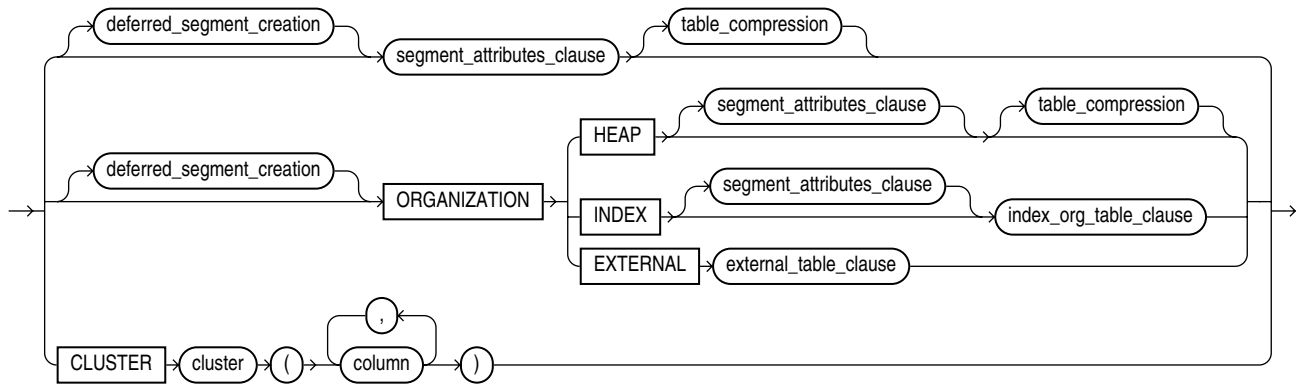 deferred_segment_creation segment_attributes_clause table_compression
deferred_segment_creation ORGANIZATION
HEAP segment_attributes_clause table_compression
INDEX segment_attributes_clause index_org_table_clause
EXTERNAL external_table_clause
CLUSTER cluster ( column , )